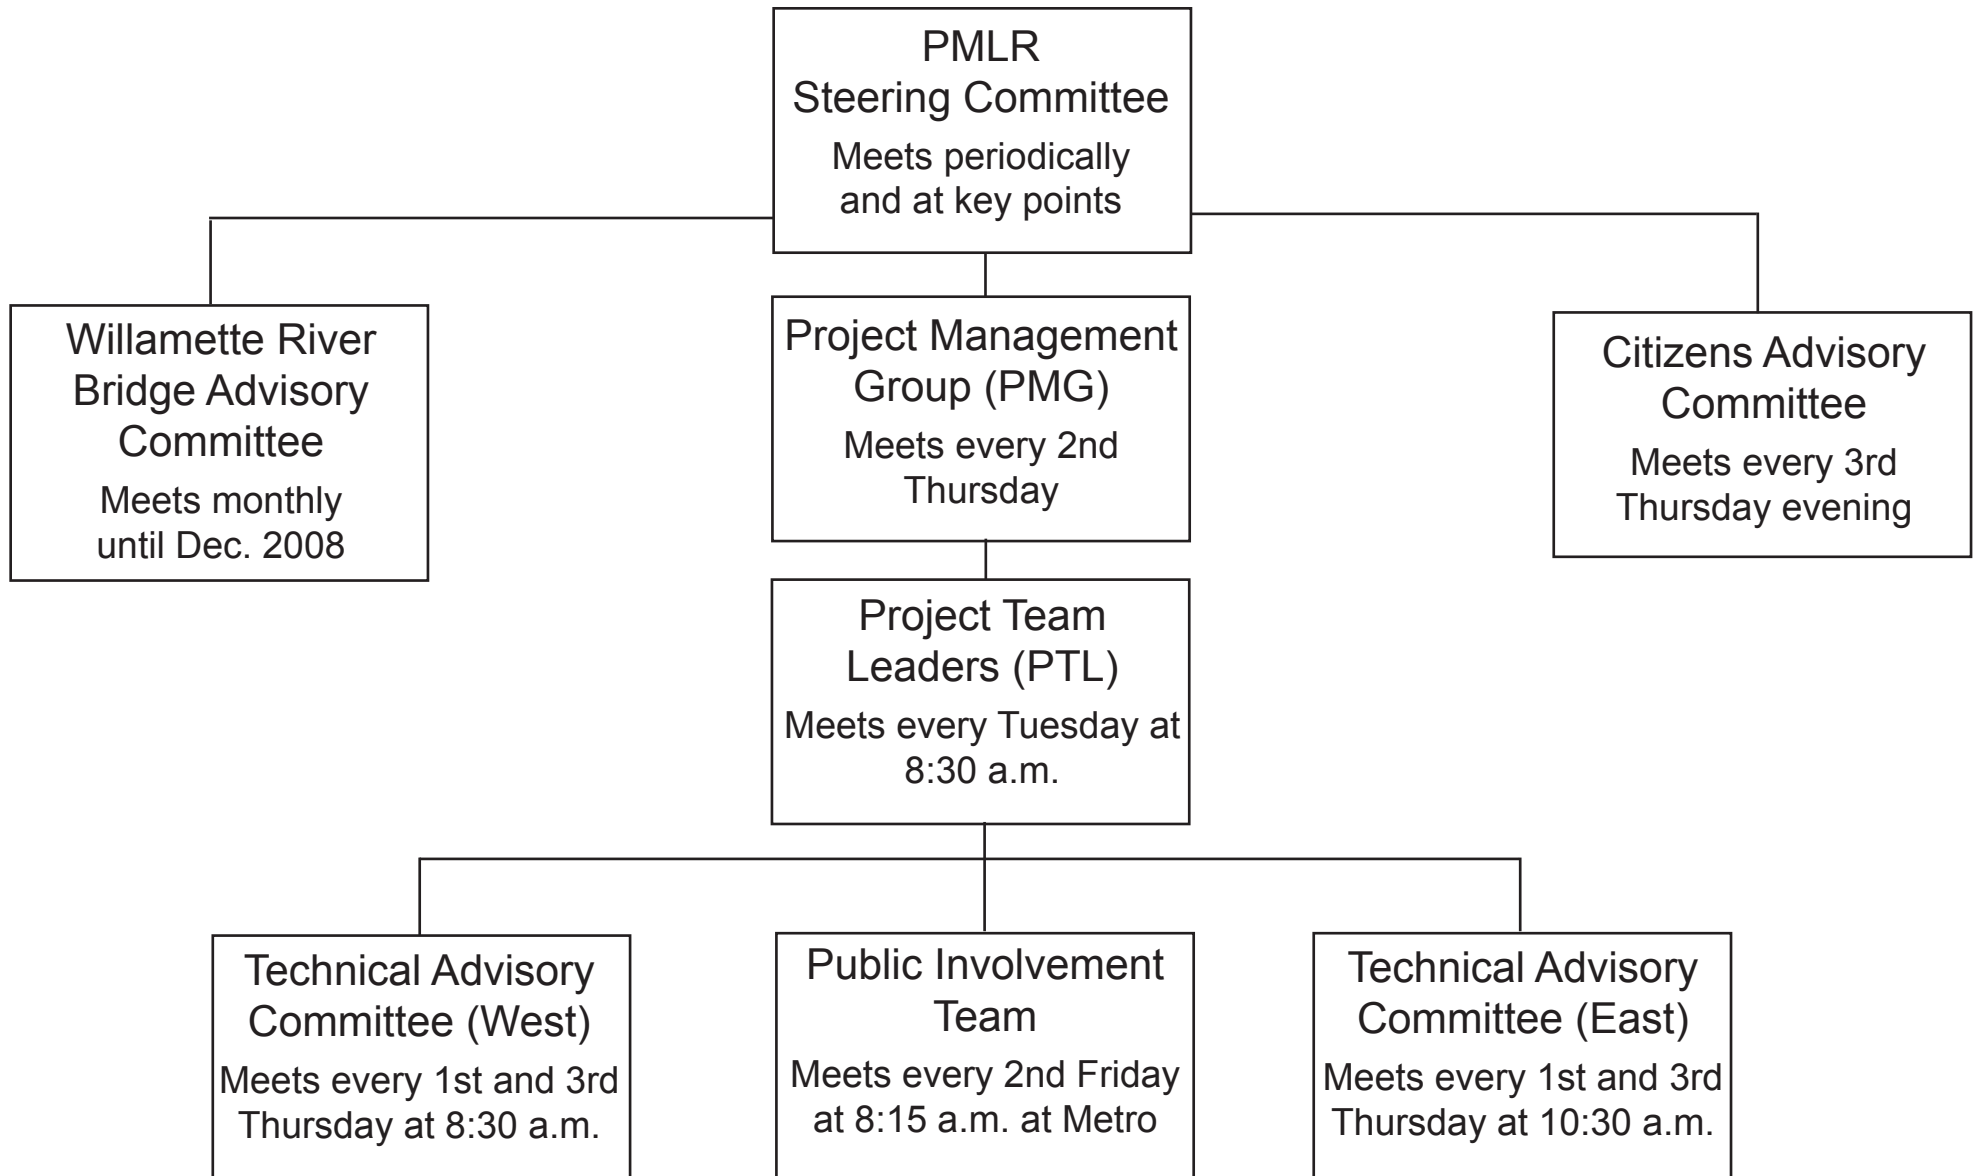 PMLR
Steering Committee
Meets periodically
and at key points
Willamette River
Bridge Advisory
Committee
Meets monthly
until Dec. 2008
Project Management
Group (PMG)
Meets every 2nd
Thursday
Citizens Advisory
Committee
Meets every 3rd
Thursday evening
Project Team
Leaders (PTL)
Meets every Tuesday at
8:30 a.m.
Technical Advisory
Committee (West)
Meets every 1st and 3rd
Thursday at 8:30 a.m.
Public Involvement
Team
Meets every 2nd Friday
at 8:15 a.m. at Metro
Technical Advisory
Committee (East)
Meets every 1st and 3rd
Thursday at 10:30 a.m.